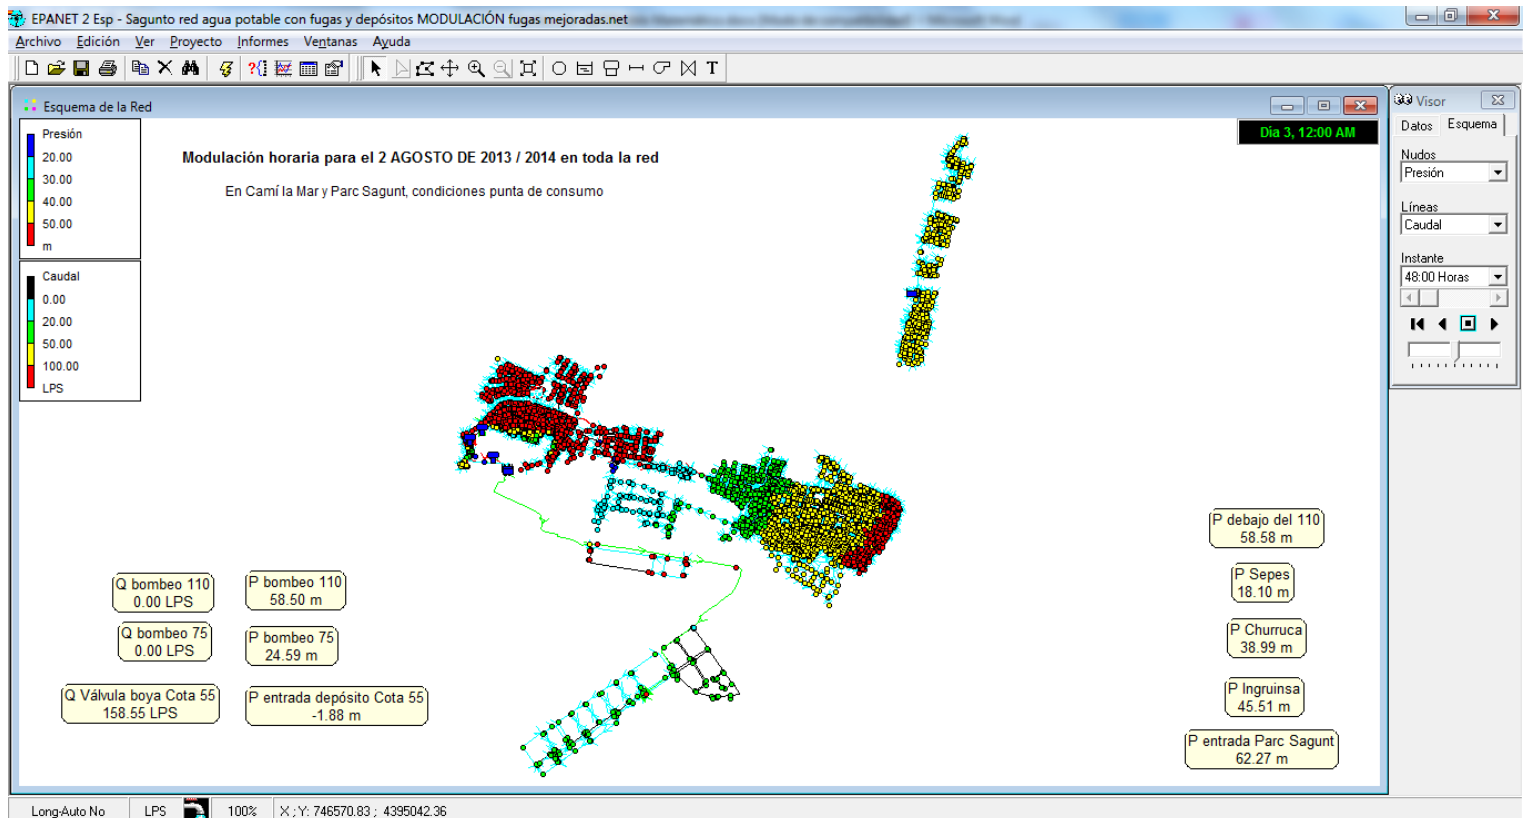 EPANET 2 Esp - Sagunto red agua potable con fugas y depósitos MODULACIÓN fugas mejoradas.net
Archivo Edición Ver Proyecto Informes Ventanas Ayuda
T
Esquema de la Red
Visor
Datos Esquema
Nudos
Presión
Líneas
Caudal
Instante
48:00 Horas
Presión
20.00
30.00
40.00
50.00
m
Caudal
0.00
20.00
50.00
100.00
LPS
Modulación horaria para el 2 AGOSTO DE 2013 / 2014 en toda la red
En Camí la Mar y Parc Sagunt, condiciones punta de consumo
Día 3, 12:00 AM
Q bombeo 110
0.00 LPS
P bombeo 110
58.50 m
Q bombeo 75
0.00 LPS
P bombeo 75
24.59 m
Q Válvula boya Cota 55
158.55 LPS
P entrada depósito Cota 55
-1.88 m
P debajo del 110
58.58 m
P Sepes
18.10 m
P Churruca
38.99 m
P Ingruinsa
45.51 m
P entrada Parc Sagunt
62.27 m
Long-Auto No LPS 100% X ; Y: 746570.83 ; 4395042.36